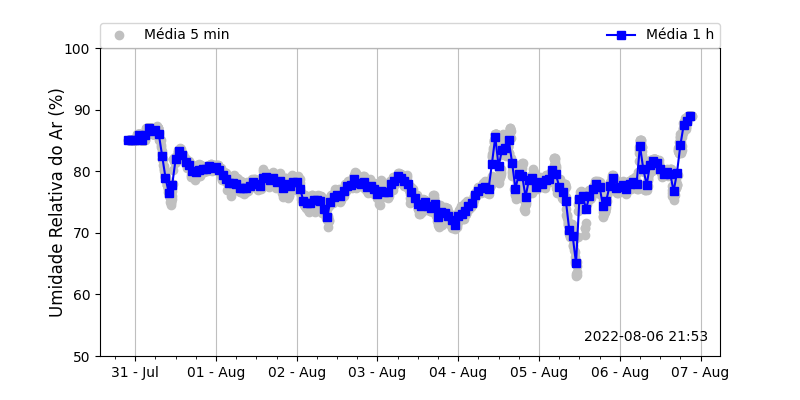 Média 5 min
Média 1 h
100
90
80
70
60
50
Umidade Relativa do Ar (%)
2022-08-06 21:53
31 - Jul
01 - Aug
02 - Aug
03 - Aug
04 - Aug
05 - Aug
06 - Aug
07 - Aug